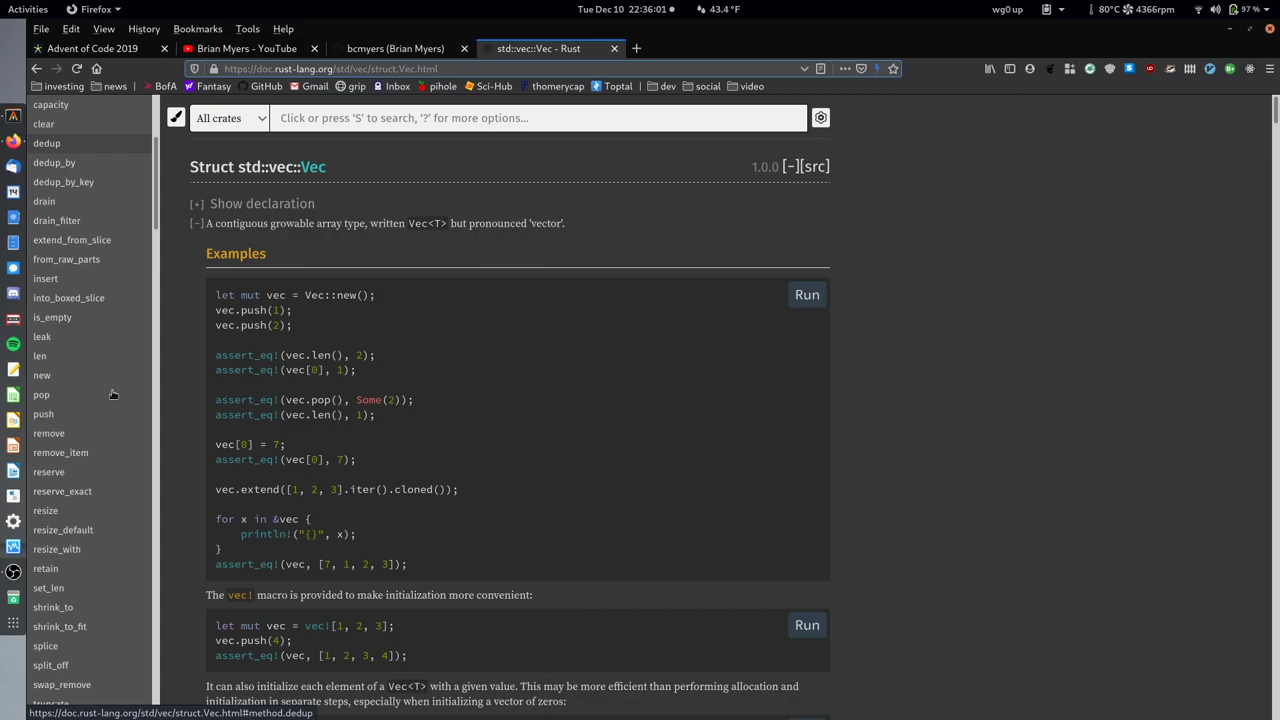 Activities
Firefox
Tue Dec 10 22:36:01
43.4 °F
wg0 up
80°C
4366rpm
97 %
File Edit View History Bookmarks Tools Help
Advent of Code 2019
Brian Myers - YouTube
bcmyers (Brian Myers)
std::vec::Vec - Rust
https://doc.rust-lang.org/std/vec/struct.Vec.html
investing
news
BofA
Fantasy
GitHub
Gmail
grip
Inbox
pihole
Sci-Hub
thomerycap
Toptal
dev
social
video
capacity
clear
dedup
dedup_by
dedup_by_key
drain
drain_filter
extend_from_slice
from_raw_parts
insert
into_boxed_slice
is_empty
leak
len
new
pop
push
remove
remove_item
reserve
reserve_exact
resize
resize_default
resize_with
retain
set_len
shrink_to
shrink_to_fit
splice
split_off
swap_remove
truncate
All crates
Click or press ‘S’ to search, ‘?’ for more options…
Struct std::vec::Vec
1.0.0 [-][src]
[+] Show declaration
[-] A contiguous growable array type, written Vec<T> but pronounced 'vector'.
Examples
Run
let mut vec = Vec::new();
vec.push(1);
vec.push(2);
assert_eq!(vec.len(), 2);
assert_eq!(vec[0], 1);
assert_eq!(vec.pop(), Some(2));
assert_eq!(vec.len(), 1);
vec[0] = 7;
assert_eq!(vec[0], 7);
vec.extend([1, 2, 3].iter().cloned());
for x in &vec {
println!("{}", x);
}
assert_eq!(vec, [7, 1, 2, 3]);
The vec! macro is provided to make initialization more convenient:
Run
let mut vec = vec![1, 2, 3];
vec.push(4);
assert_eq!(vec, [1, 2, 3, 4]);
It can also initialize each element of a Vec<T> with a given value. This may be more efficient than performing allocation and
initialization in separate steps, especially when initializing a vector of zeros:
https://doc.rust-lang.org/std/vec/struct.Vec.html#method.dedup